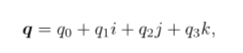 q = q₀ + q₁i + q₂j + q₃k,